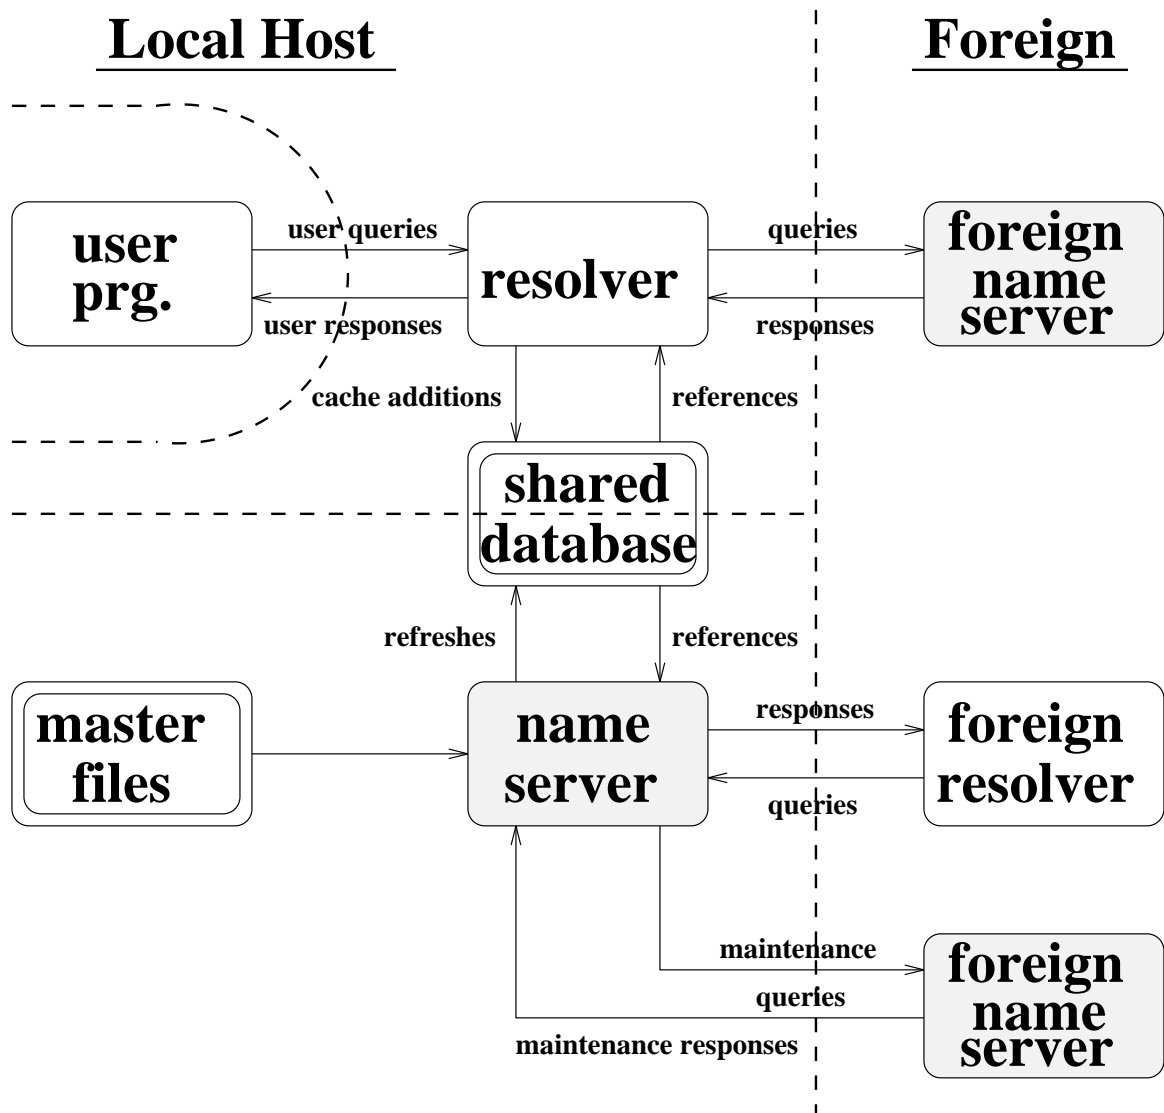 Local Host
Foreign
user
prg.
user queries
user responses
resolver
queries
responses
foreign
name
server
cache additions
references
shared
database
refreshes
references
master
files
name
server
responses
queries
foreign
resolver
maintenance
queries
maintenance responses
foreign
name
server